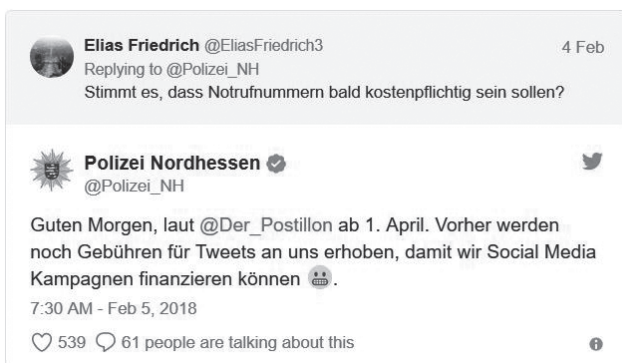 Elias Friedrich @EliasFriedrich3 4 Feb
Replying to @Polizei_NH
Stimmt es, dass Notrufnummern bald kostenpflichtig sein sollen?
Polizei Nordhessen
@Polizei_NH
Guten Morgen, laut @Der_Postillon ab 1. April. Vorher werden
noch Gebühren für Tweets an uns erhoben, damit wir Social Media
Kampagnen finanzieren können 😬.
7:30 AM - Feb 5, 2018
539 61 people are talking about this